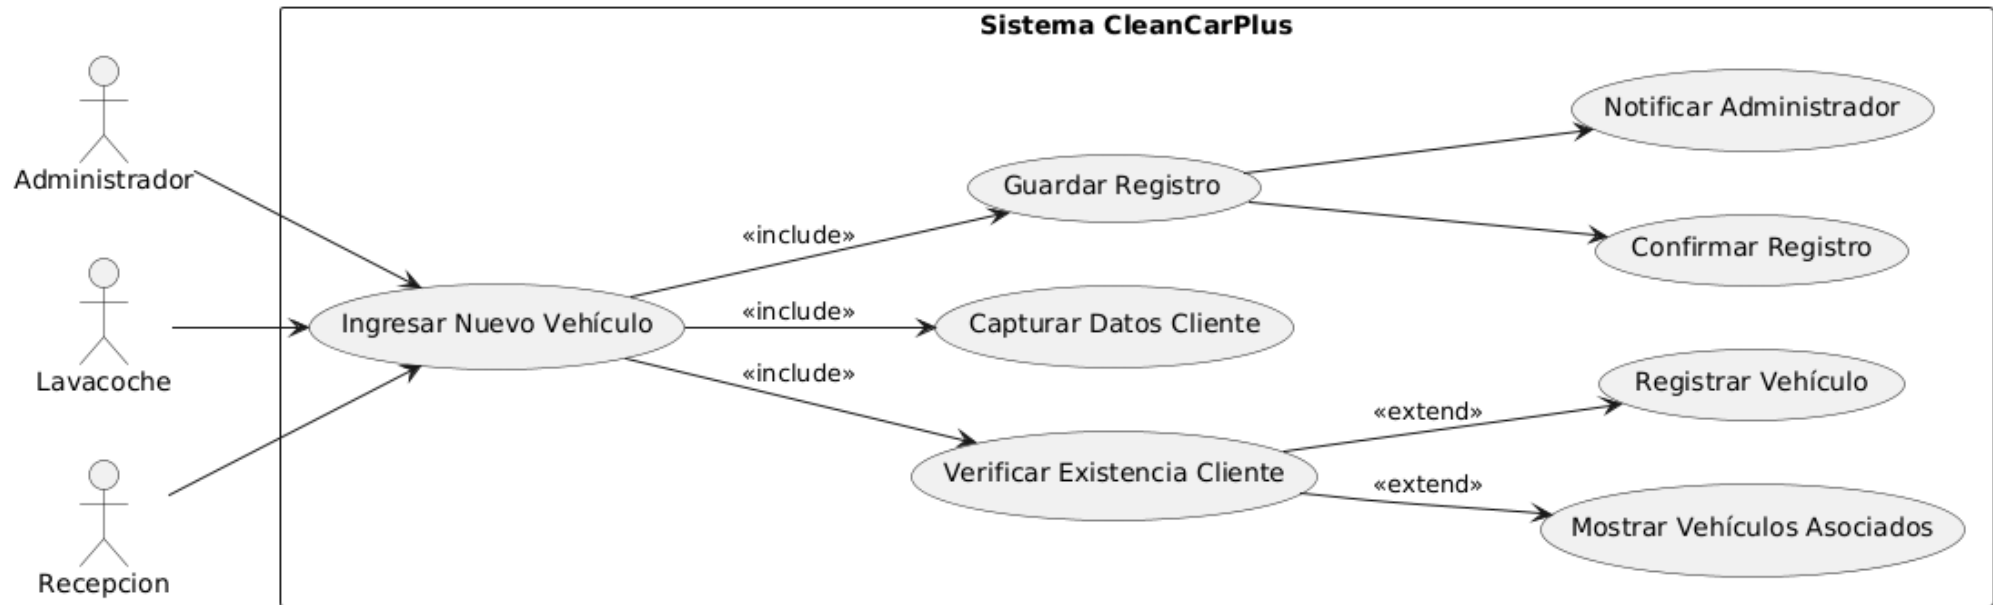 Sistema CleanCarPlus
Administrador
Lavacoche
Recepcion
Ingresar Nuevo Vehículo
«include»
«include»
«include»
Guardar Registro
Capturar Datos Cliente
Verificar Existencia Cliente
«extend»
«extend»
Notificar Administrador
Confirmar Registro
Registrar Vehículo
Mostrar Vehículos Asociados